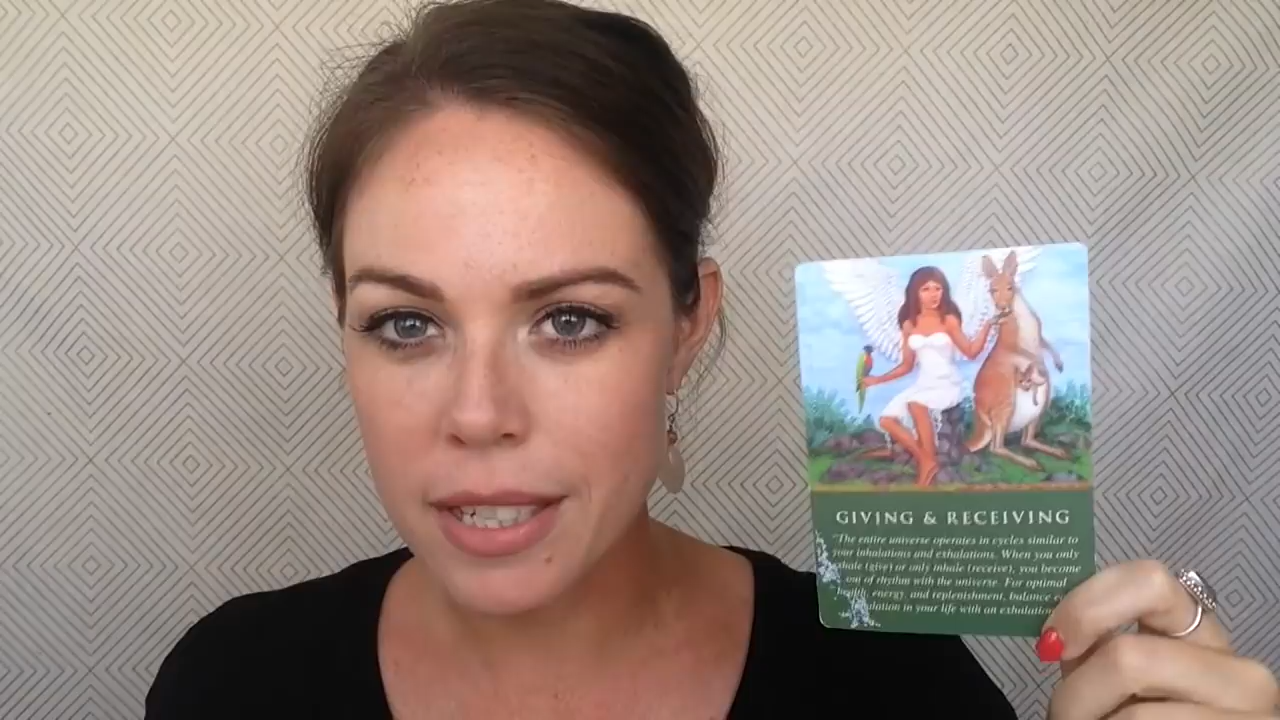 GIVING & RECEIVING
"The entire universe operates in cycles similar to
your inhalations and exhalations. When you only
exhale (give) or only inhale (receive), you become
out of rhythm with the universe. For optimal
health, energy, and replenishment, balance
in your life with an exhalation